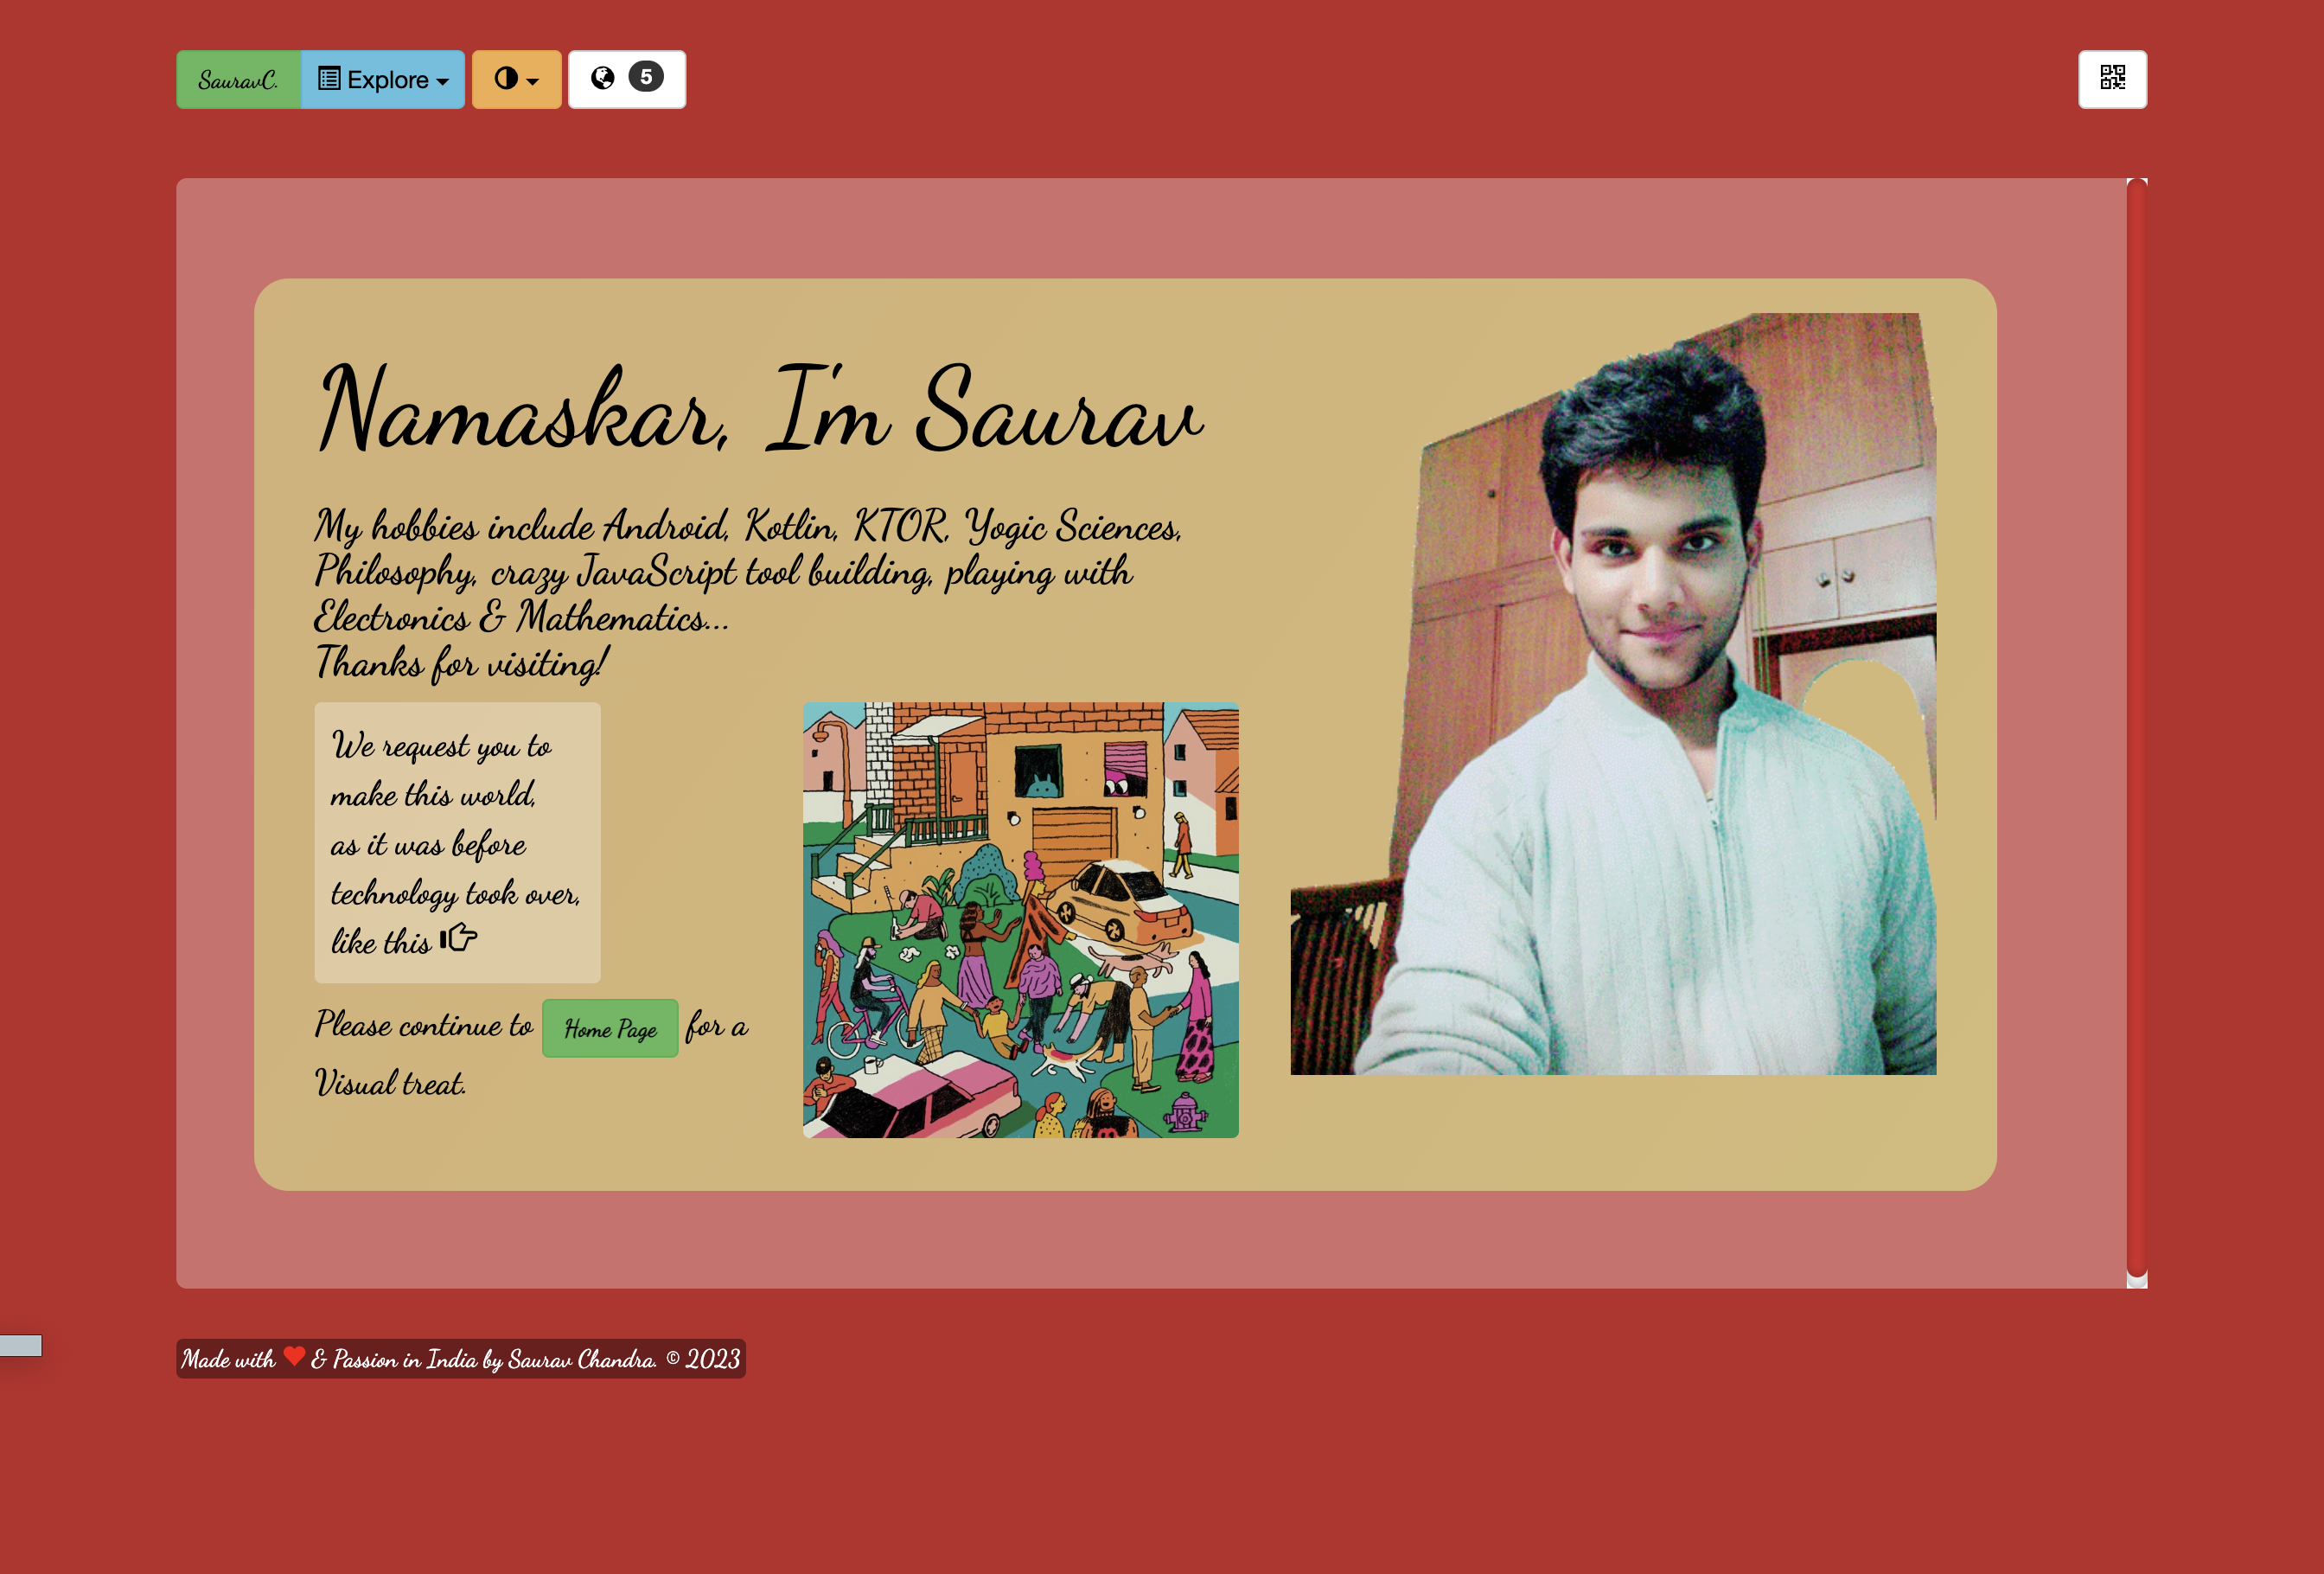 SauravC.
Explore
5
Namaskar, I'm Saurav
My hobbies include Android, Kotlin, KTOR, Yogic Sciences,
Philosophy, crazy JavaScript tool building, playing with
Electronics & Mathematics...
Thanks for visiting!
We request you to
make this world,
as it was before
technology took over,
like this
Please continue to Home Page for a
Visual treat.
Made with ❤ & Passion in India by Saurav Chandra. © 2023